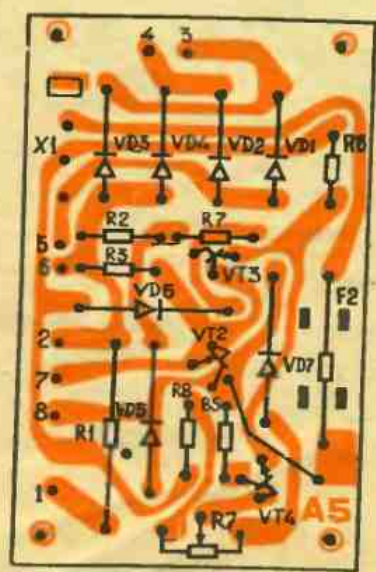 4 3
X1
VD3 VD4 VD2 VD1 R6
R2 R7
5
R3
6
VT3
VD6
F2
2
VT2
VD7
7
R8 BS
8
VD5
R1
1
VT4
A5
R7